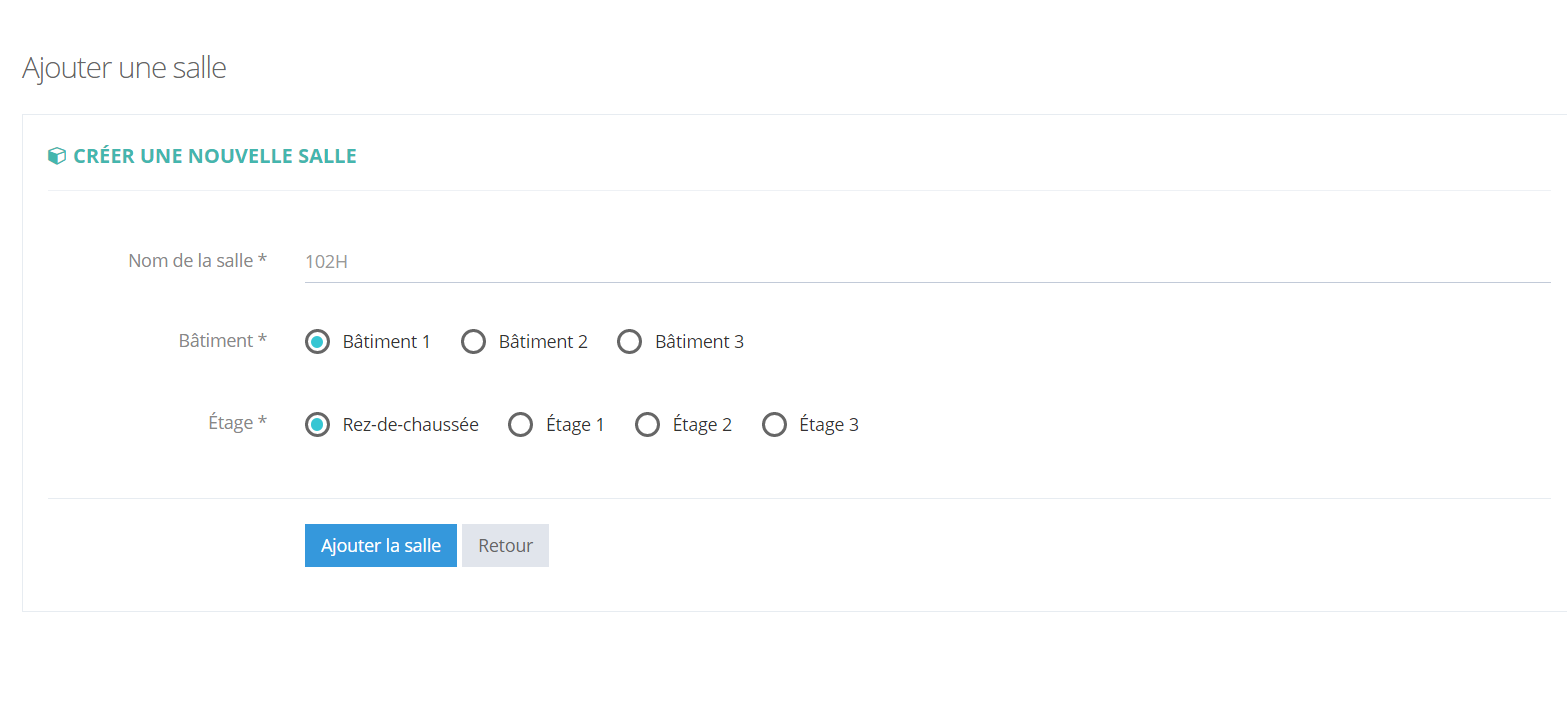 Ajouter une salle
CRÉER UNE NOUVELLE SALLE
Nom de la salle * 102H
Bâtiment * Bâtiment 1 Bâtiment 2 Bâtiment 3
Étage * Rez-de-chaussée Étage 1 Étage 2 Étage 3
Ajouter la salle Retour